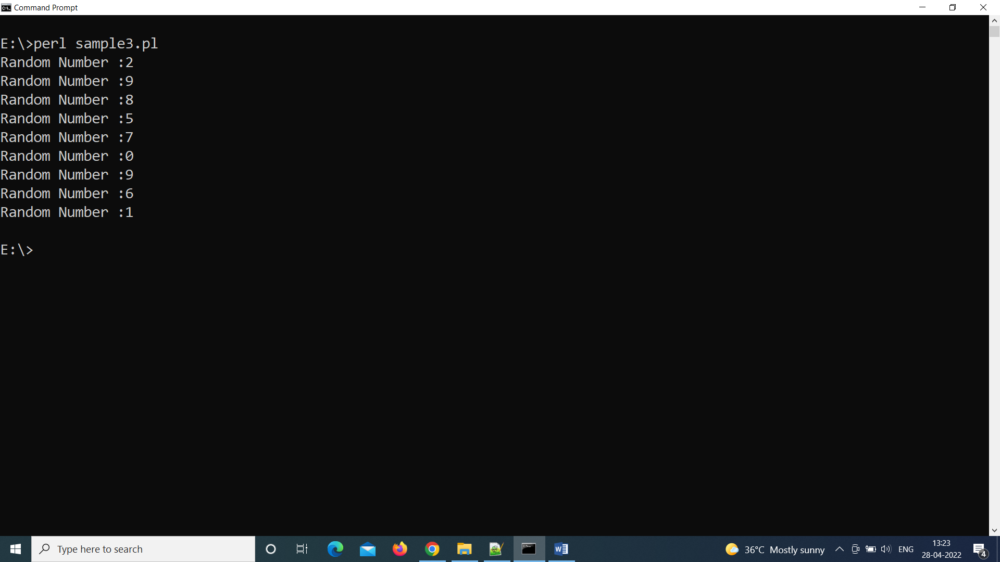 Command Prompt
E:\>perl sample3.pl
Random Number :2
Random Number :9
Random Number :8
Random Number :5
Random Number :7
Random Number :0
Random Number :9
Random Number :6
Random Number :1
E:\>
Type here to search
36°C Mostly sunny
ENG
13:23
28-04-2022
4